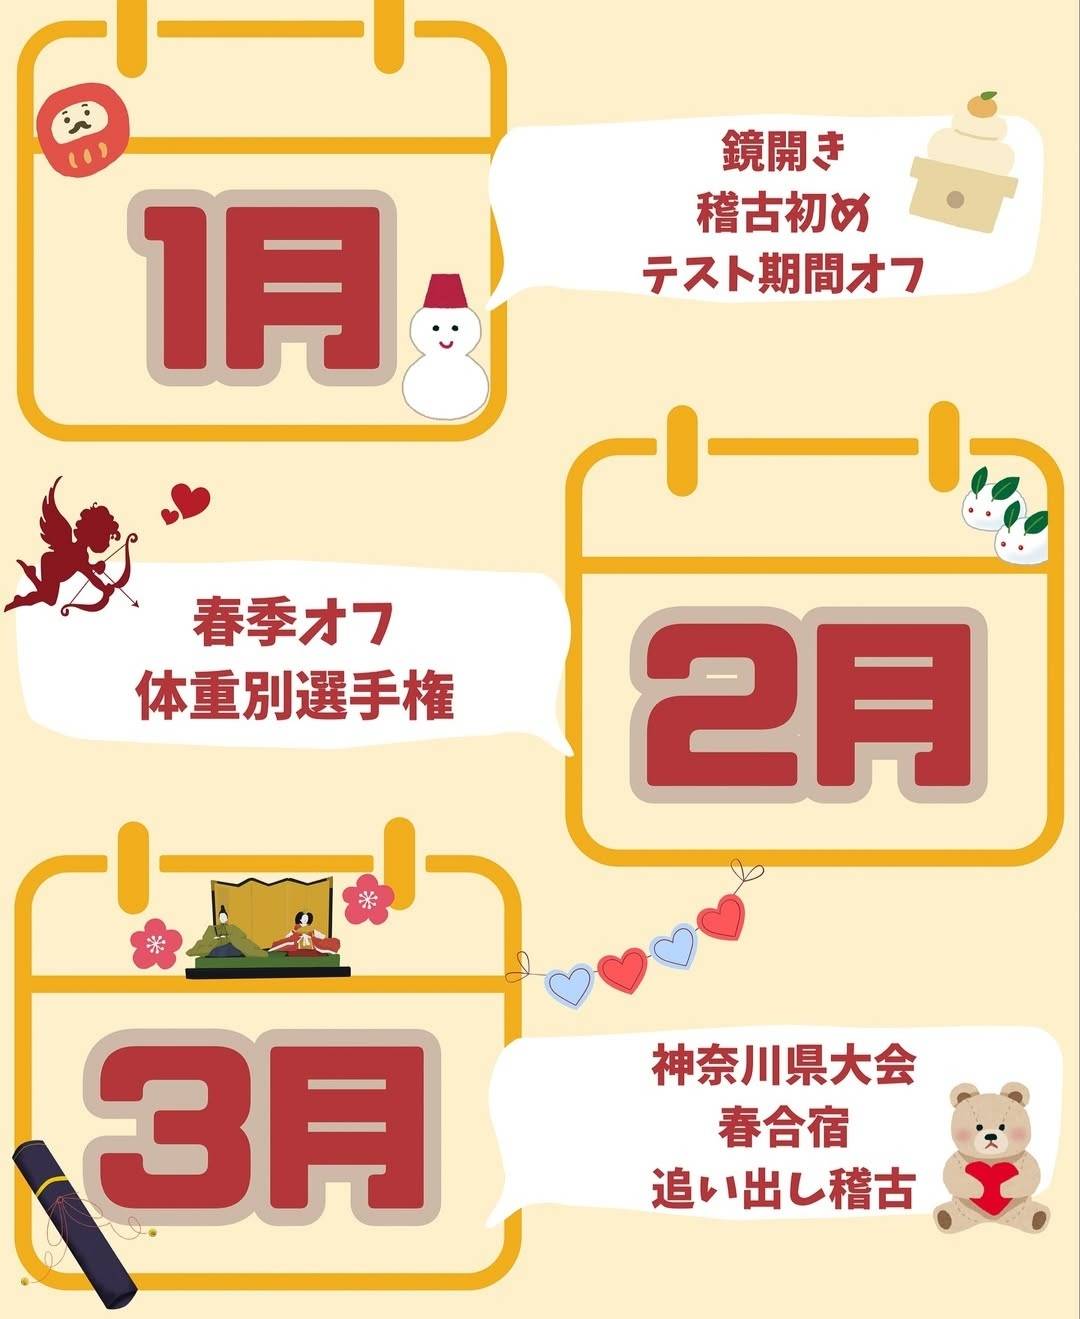 1月
鏡開き
稽古初め
テスト期間オフ
春季オフ
体重別選手権
2月
3月
神奈川県大会
春合宿
追い出し稽古